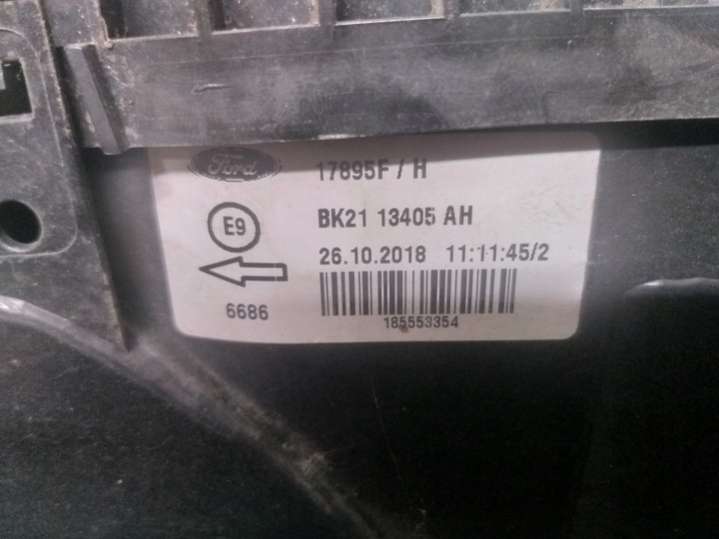 Ford 17895F / H
E9 BK21 13405 AH
26.10.2018 11:11:45/2
6686
185553354